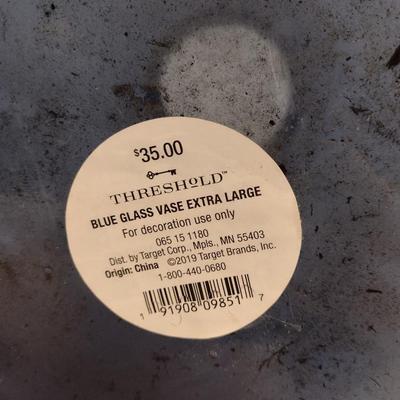 $35.00
THRESHOLD™
BLUE GLASS VASE EXTRA LARGE
For decoration use only
065 15 1180
Dist. by Target Corp., Mpls., MN 55403
Origin: China ©2019 Target Brands, Inc.
1-800-440-0680
1 91908 09851 7